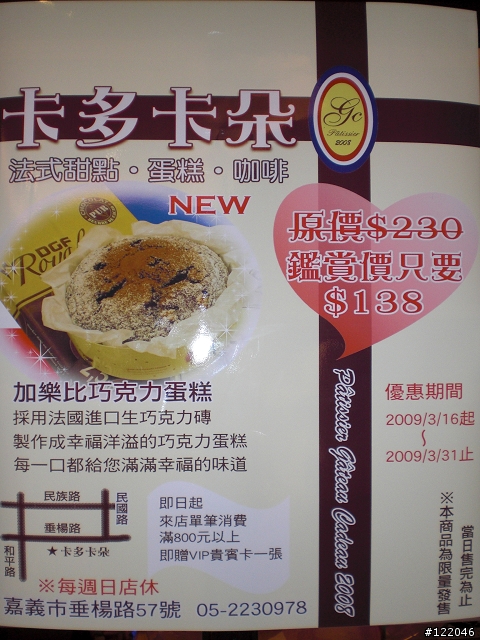 卡多卡朵
Gc
Pâtissier
2008
法式甜點・蛋糕・咖啡
NEW
DGF
Royal
原價$230
鑑賞價只要
$138
加樂比巧克力蛋糕
採用法國進口生巧克力磚
製作成幸福洋溢的巧克力蛋糕
每一口都給您滿滿幸福的味道
Pâtissier Gâteau Cadeau 2008
優惠期間
2009/3/16起
~
2009/3/31止
※本商品為限量發售
當日售完為止
民族路
民國路
垂楊路
和平路
★卡多卡朵
即日起
來店單筆消費
滿800元以上
即贈VIP貴賓卡一張
※每週日店休
嘉義市垂楊路57號 05-2230978
#122046